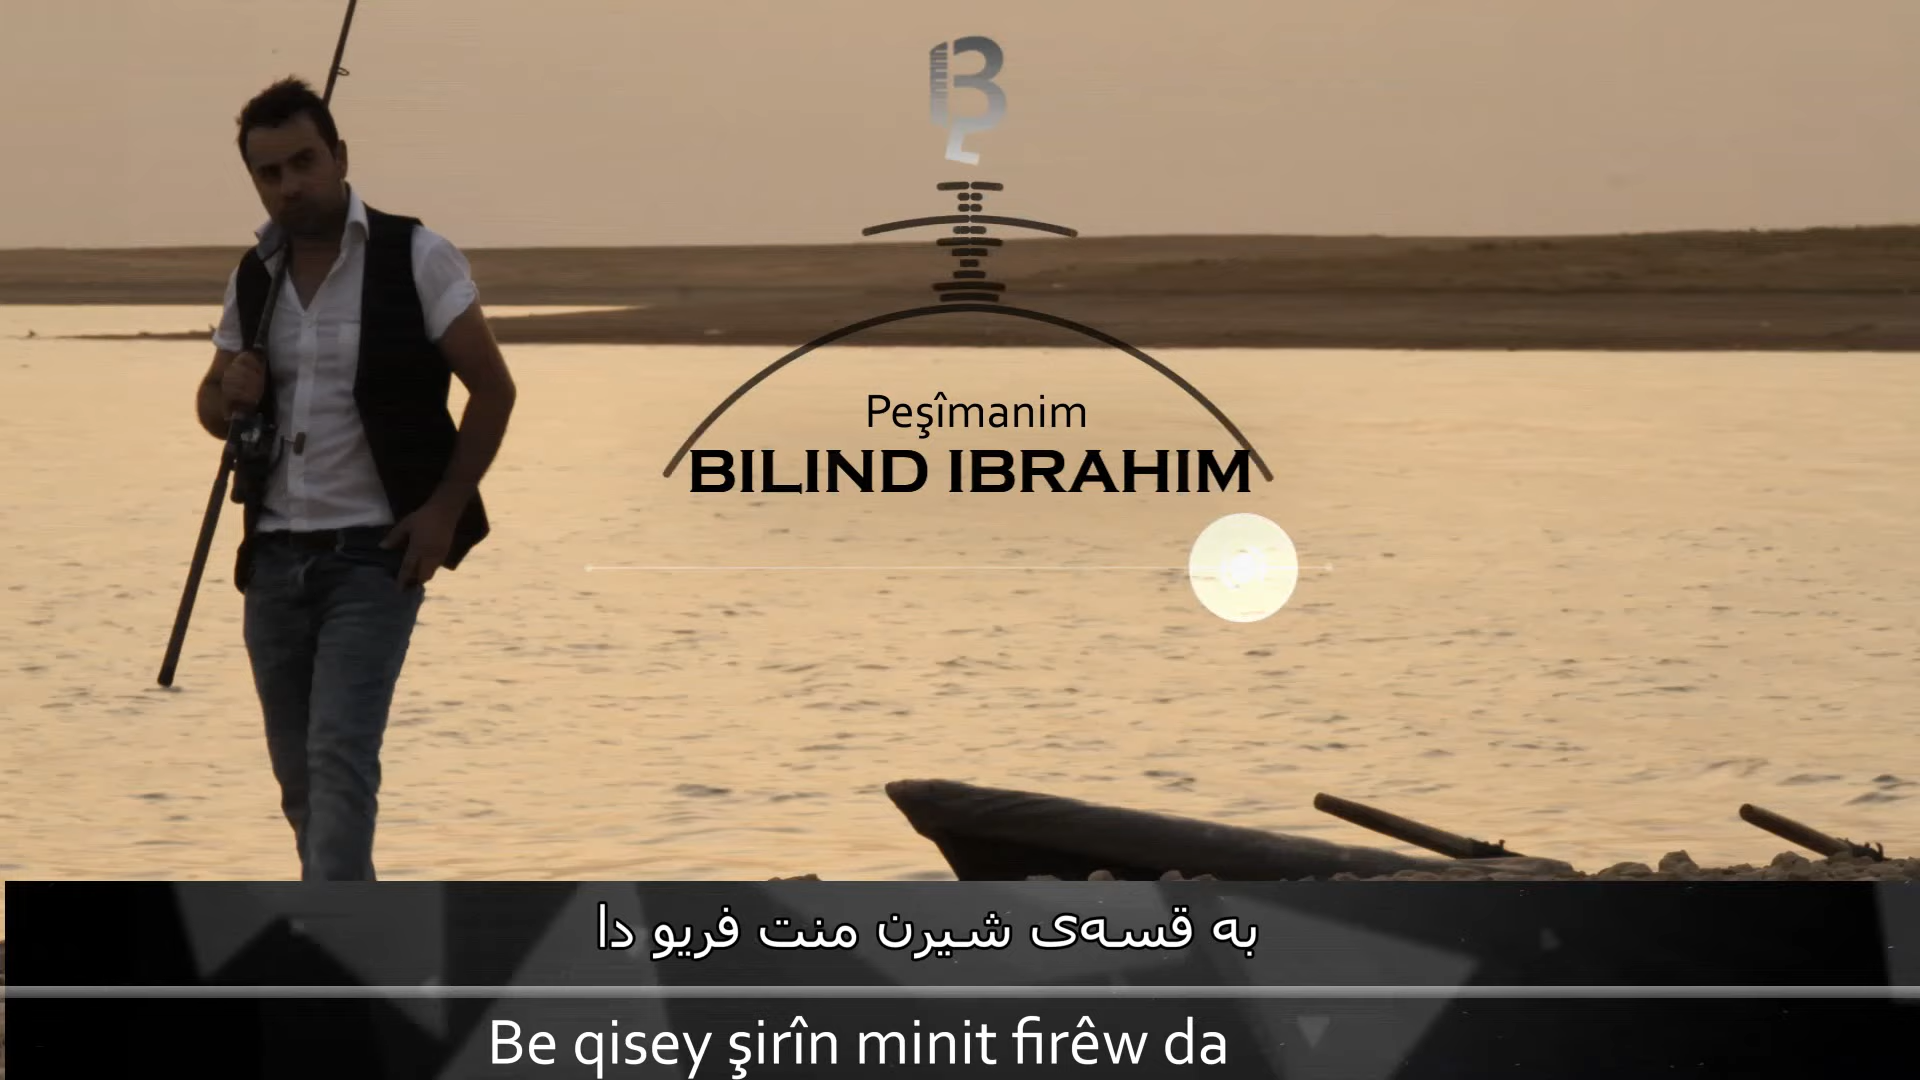 Peşîmanim
BILIND IBRAHIM
بە قسەی شیرن منت فریو دا
Be qisey şirîn minit firêw da